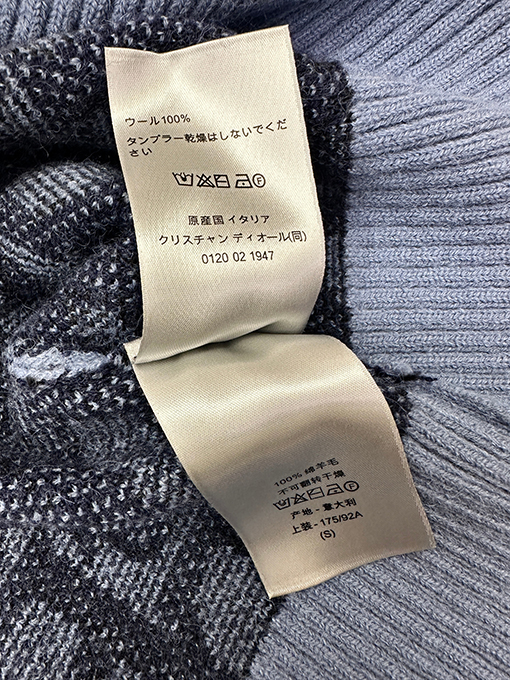 ウール100%
タンブラー乾燥はしないでくだ
さい
F
原産国 イタリア
クリスチャン ディオール(同)
0120 02 1947
100% 绵羊毛
不可翻转干燥
F
产地 - 意大利
上装 - 175/92A
(S)